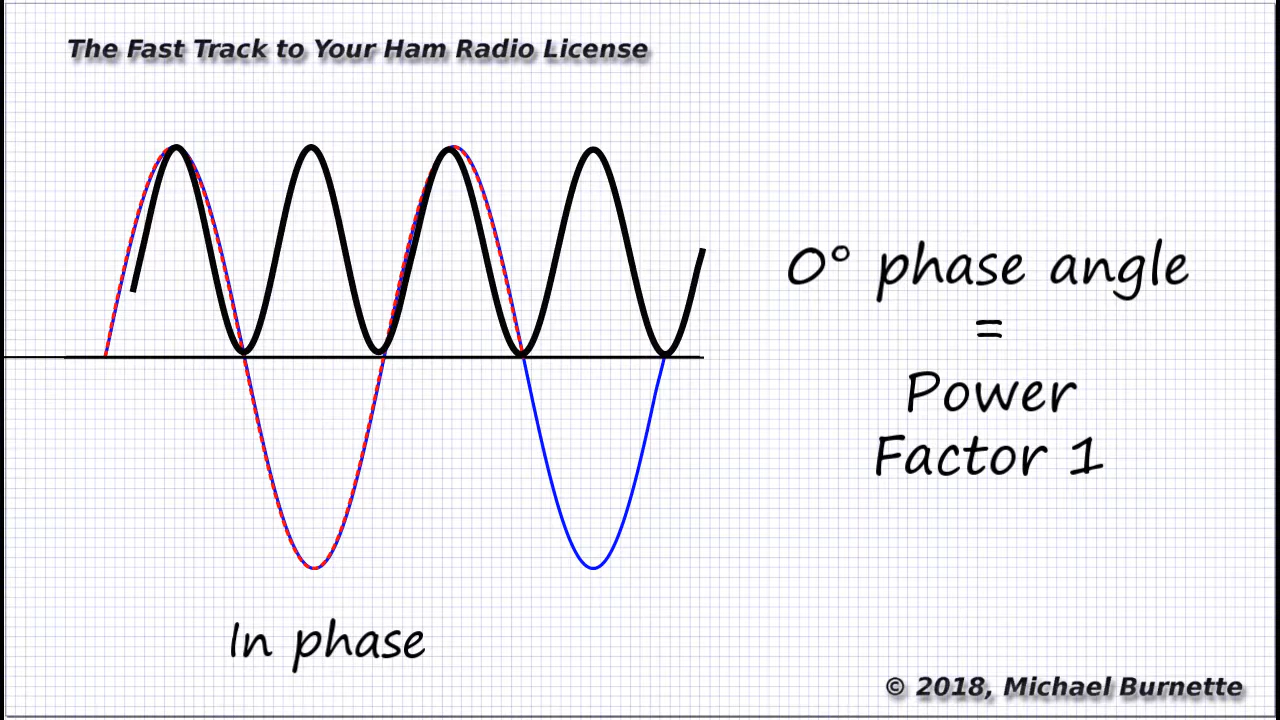 The Fast Track to Your Ham Radio License
0° phase angle
=
Power
Factor 1
In phase
© 2018, Michael Burnette